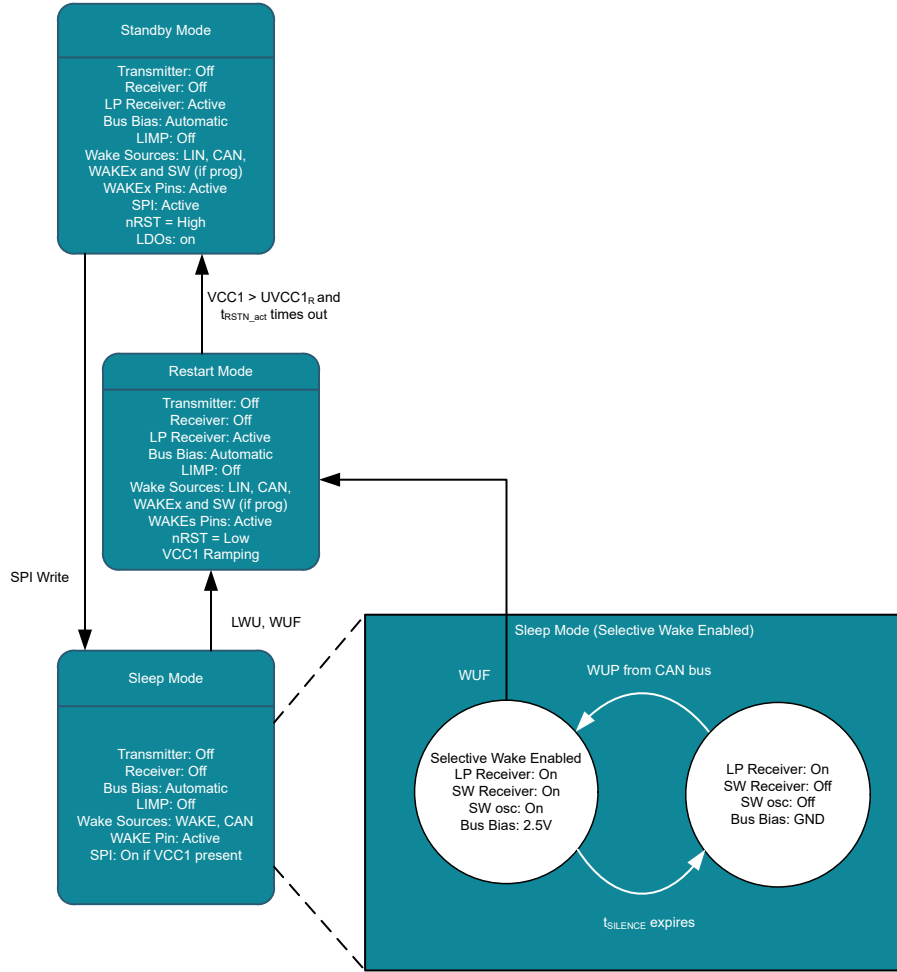 Standby Mode
Transmitter: Off
Receiver: Off
LP Receiver: Active
Bus Bias: Automatic
LIMP: Off
Wake Sources: LIN, CAN,
WAKEx and SW (if prog)
WAKEx Pins: Active
SPI: Active
nRST = High
LDOs: on
VCC1 > UVCC1R and
tRSTN_act times out
Restart Mode
Transmitter: Off
Receiver: Off
LP Receiver: Active
Bus Bias: Automatic
LIMP: Off
Wake Sources: LIN, CAN,
WAKEx and SW (if prog)
WAKEs Pins: Active
nRST = Low
VCC1 Ramping
SPI Write
LWU, WUF
Sleep Mode
Transmitter: Off
Receiver: Off
Bus Bias: Automatic
LIMP: Off
Wake Sources: WAKE, CAN
WAKE Pin: Active
SPI: On if VCC1 present
Sleep Mode (Selective Wake Enabled)
WUF
WUP from CAN bus
Selective Wake Enabled
LP Receiver: On
SW Receiver: On
SW osc: On
Bus Bias: 2.5V
LP Receiver: On
SW Receiver: Off
SW osc: Off
Bus Bias: GND
tSILENCE expires